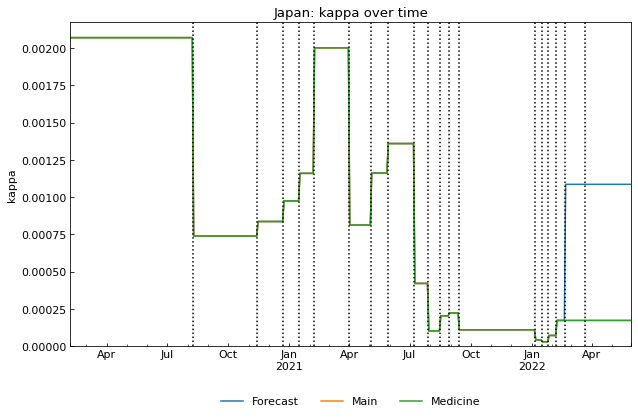 Japan: kappa over time
kappa
0.00200
0.00175
0.00150
0.00125
0.00100
0.00075
0.00050
0.00025
0.00000
Apr Jul Oct Jan Apr Jul Oct Jan Apr
2021 2022
Forecast Main Medicine